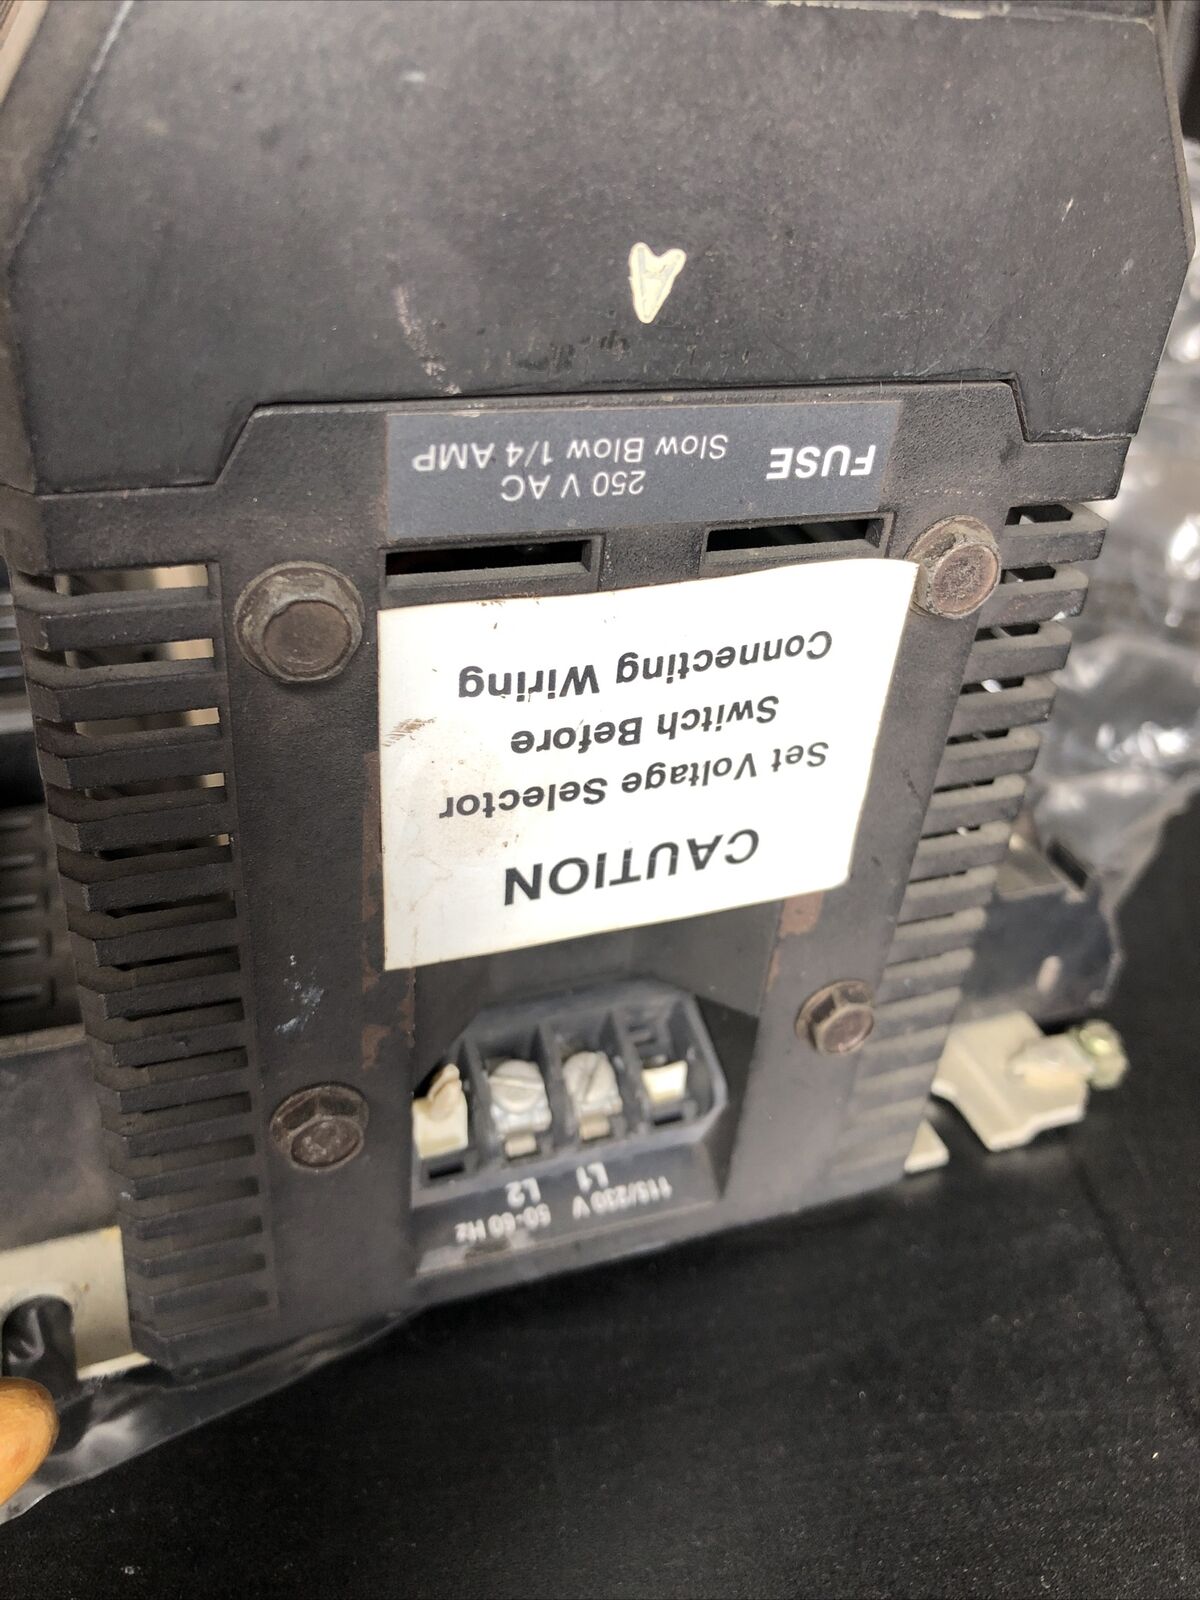 115/230 V 50-60 Hz
L1 L2
CAUTION
Set Voltage Selector
Switch Before
Connecting Wiring
FUSE
250 V AC
Slow Blow 1/4 AMP
A